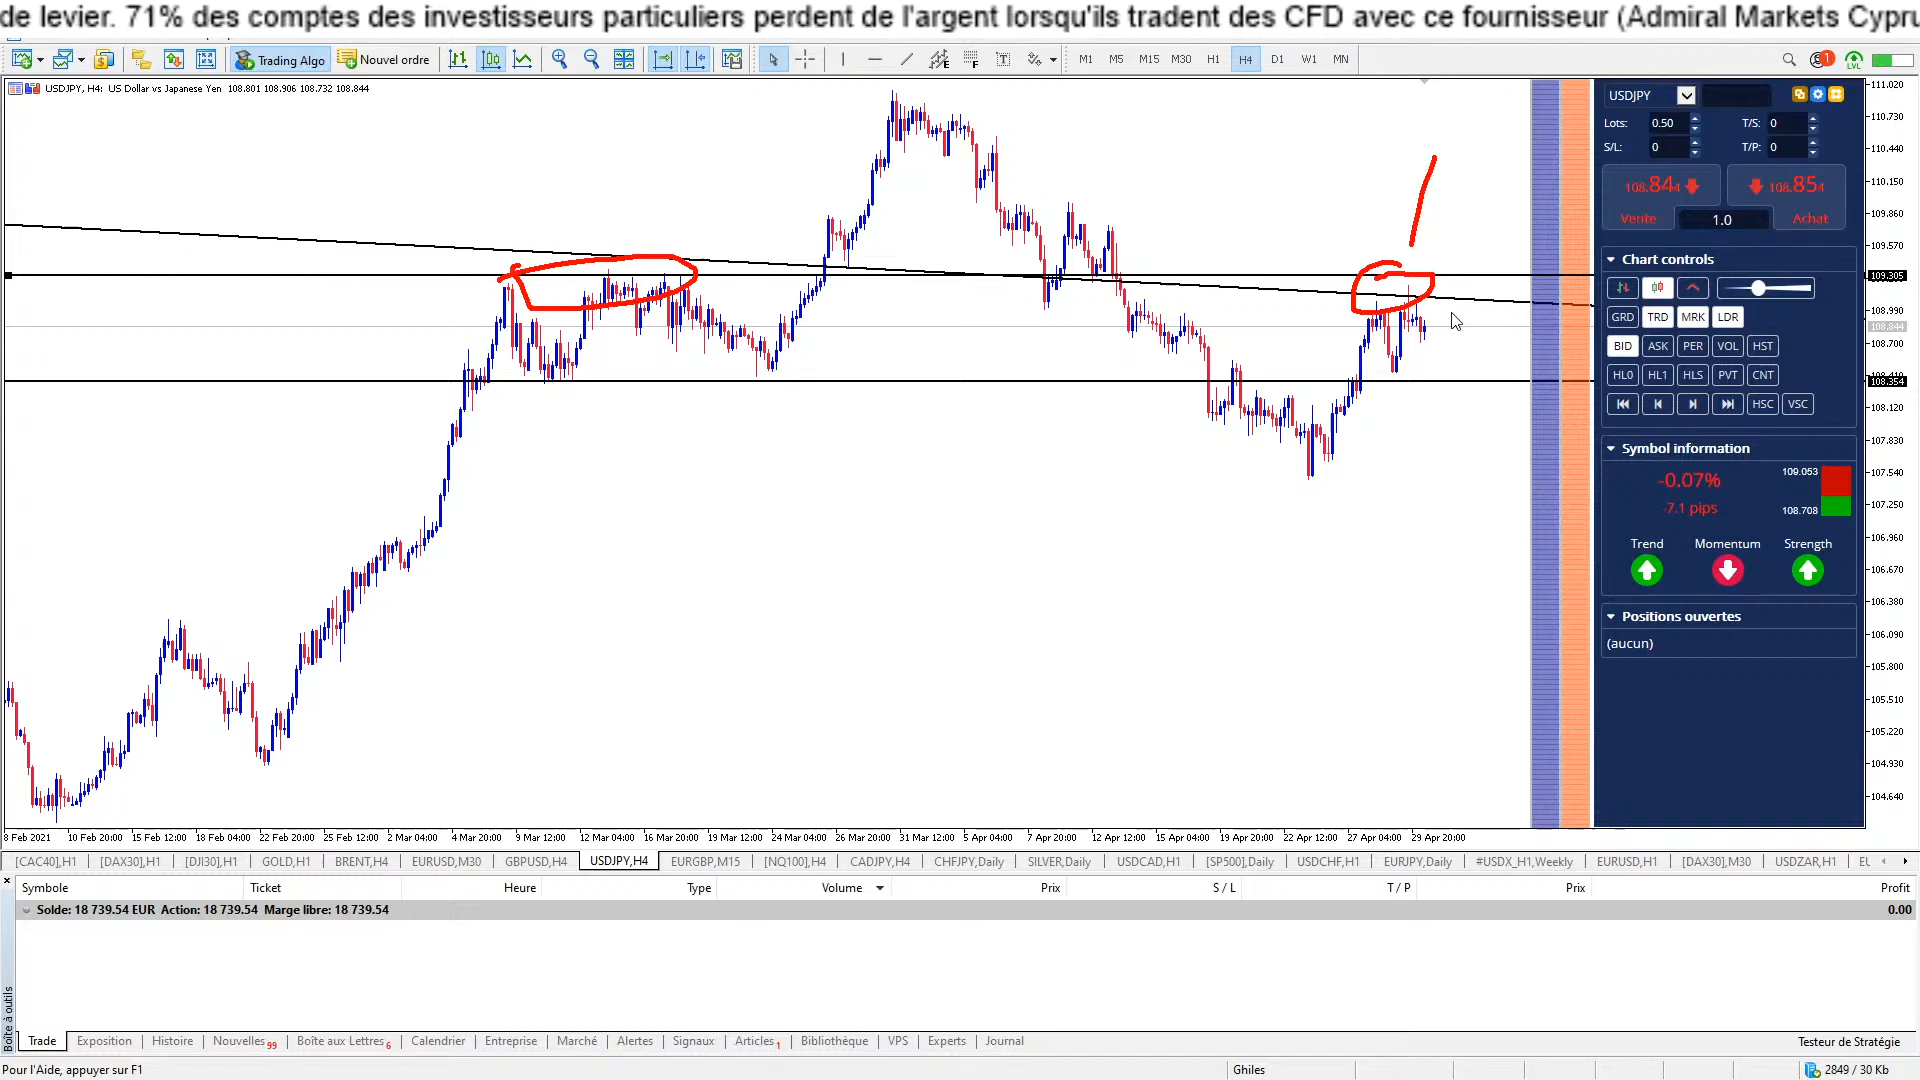 de levier. 71% des comptes des investisseurs particuliers perdent de l'argent lorsqu'ils tradent des CFD avec ce fournisseur (Admiral Markets Cypru
Trading Algo Nouvel ordre M1 M5 M15 M30 H1 H4 D1 W1 MN 1 LVL
USDJPY, H4: US Dollar vs Japanese Yen 108.801 108.906 108.732 108.844
USDJPY
Lots: 0.50 T/S: 0
S/L: 0 T/P: 0
108.844 108.854
Vente 1.0 Achat
Chart controls
GRD TRD MRK LDR
BID ASK PER VOL HST
HL0 HL1 HLS PVT CNT
HSC VSC
Symbol information
-0.07% 109.053
-7.1 pips 108.708
Trend Momentum Strength
Positions ouvertes
(aucun)
111.020
110.730
110.440
110.150
109.860
109.570
109.305
108.990
108.844
108.700
108.354
108.120
107.830
107.540
107.250
106.960
106.670
106.380
106.090
105.800
105.510
105.220
104.930
104.640
8 Feb 2021 10 Feb 20:00 15 Feb 12:00 18 Feb 04:00 22 Feb 20:00 25 Feb 12:00 2 Mar 04:00 4 Mar 20:00 9 Mar 12:00 12 Mar 04:00 16 Mar 20:00 19 Mar 12:00 24 Mar 04:00 26 Mar 20:00 31 Mar 12:00 5 Apr 04:00 7 Apr 20:00 12 Apr 12:00 15 Apr 04:00 19 Apr 20:00 22 Apr 12:00 27 Apr 04:00 29 Apr 20:00
[CAC40],H1 [DAX30],H1 [DJI30],H1 GOLD,H1 BRENT,H4 EURUSD,M30 GBPUSD,H4 USDJPY,H4 EURGBP,M15 [NQ100],H4 CADJPY,H4 CHFJPY,Daily SILVER,Daily USDCAD,H1 [SP500],Daily USDCHF,H1 EURJPY,Daily #USDX_H1,Weekly EURUSD,H1 [DAX30],M30 USDZAR,H1 EU
Symbole Ticket Heure Type Volume Prix S / L T / P Prix Profit
Solde: 18 739.54 EUR Action: 18 739.54 Marge libre: 18 739.54 0.00
Boîte à outils
Trade Exposition Histoire Nouvelles 99 Boîte aux Lettres 6 Calendrier Entreprise Marché Alertes Signaux Articles 1 Bibliothèque VPS Experts Journal Testeur de Stratégie
Pour l'Aide, appuyer sur F1 Ghiles 2849 / 30 Kb